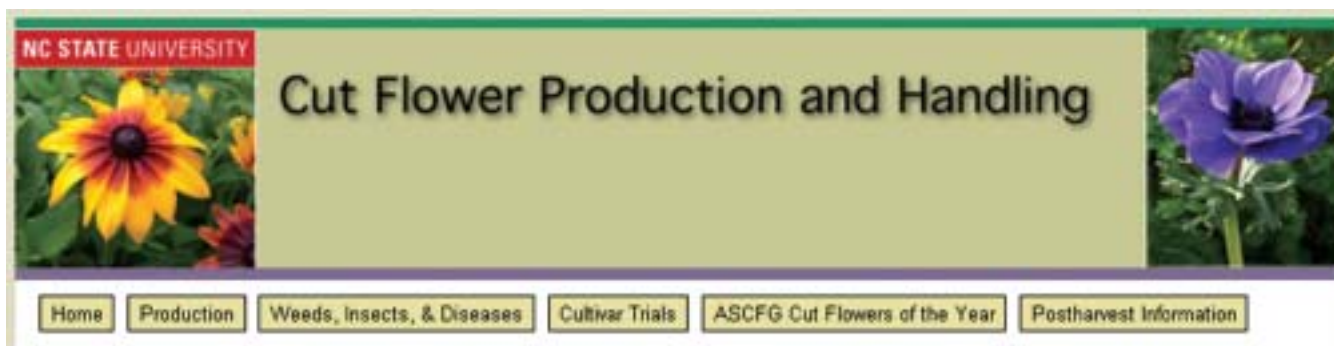 NC STATE UNIVERSITY
Cut Flower Production and Handling
Home Production Weeds, Insects, & Diseases Cultivar Trials ASCFG Cut Flowers of the Year Postharvest Information